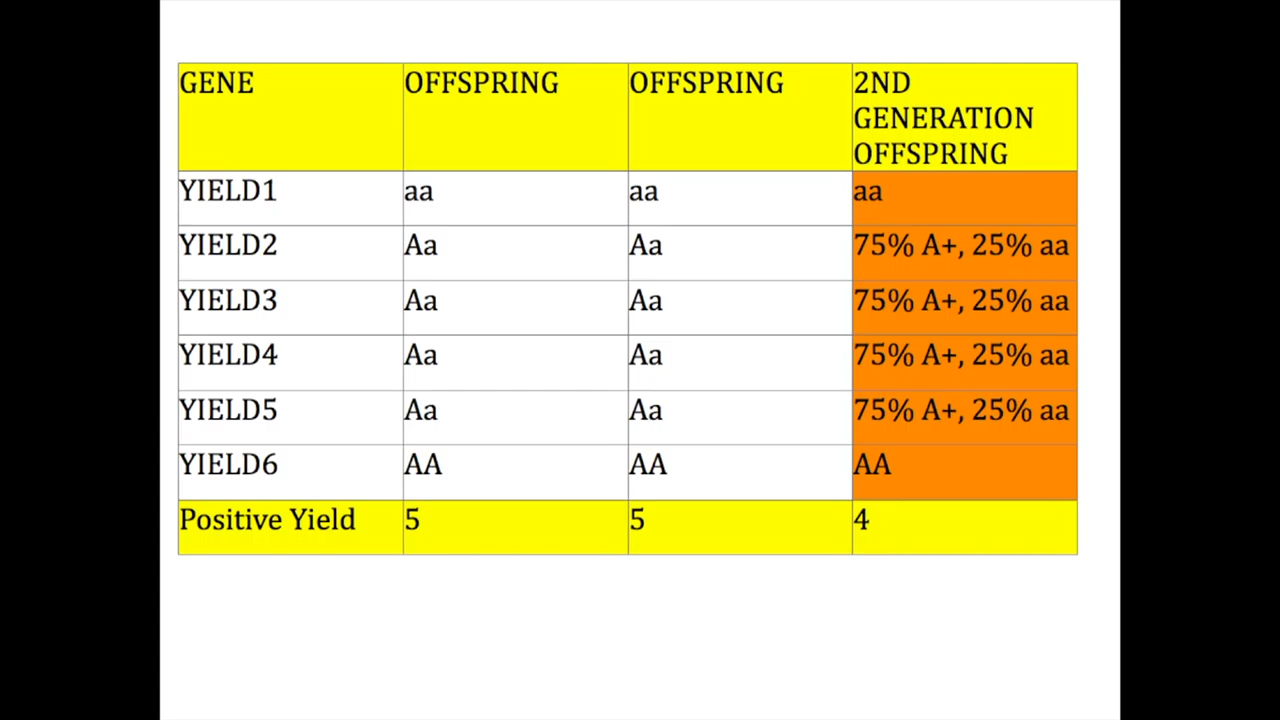 GENE OFFSPRING OFFSPRING 2ND
GENERATION
OFFSPRING
YIELD1 aa aa aa
YIELD2 Aa Aa 75% A+, 25% aa
YIELD3 Aa Aa 75% A+, 25% aa
YIELD4 Aa Aa 75% A+, 25% aa
YIELD5 Aa Aa 75% A+, 25% aa
YIELD6 AA AA AA
Positive Yield 5 5 4